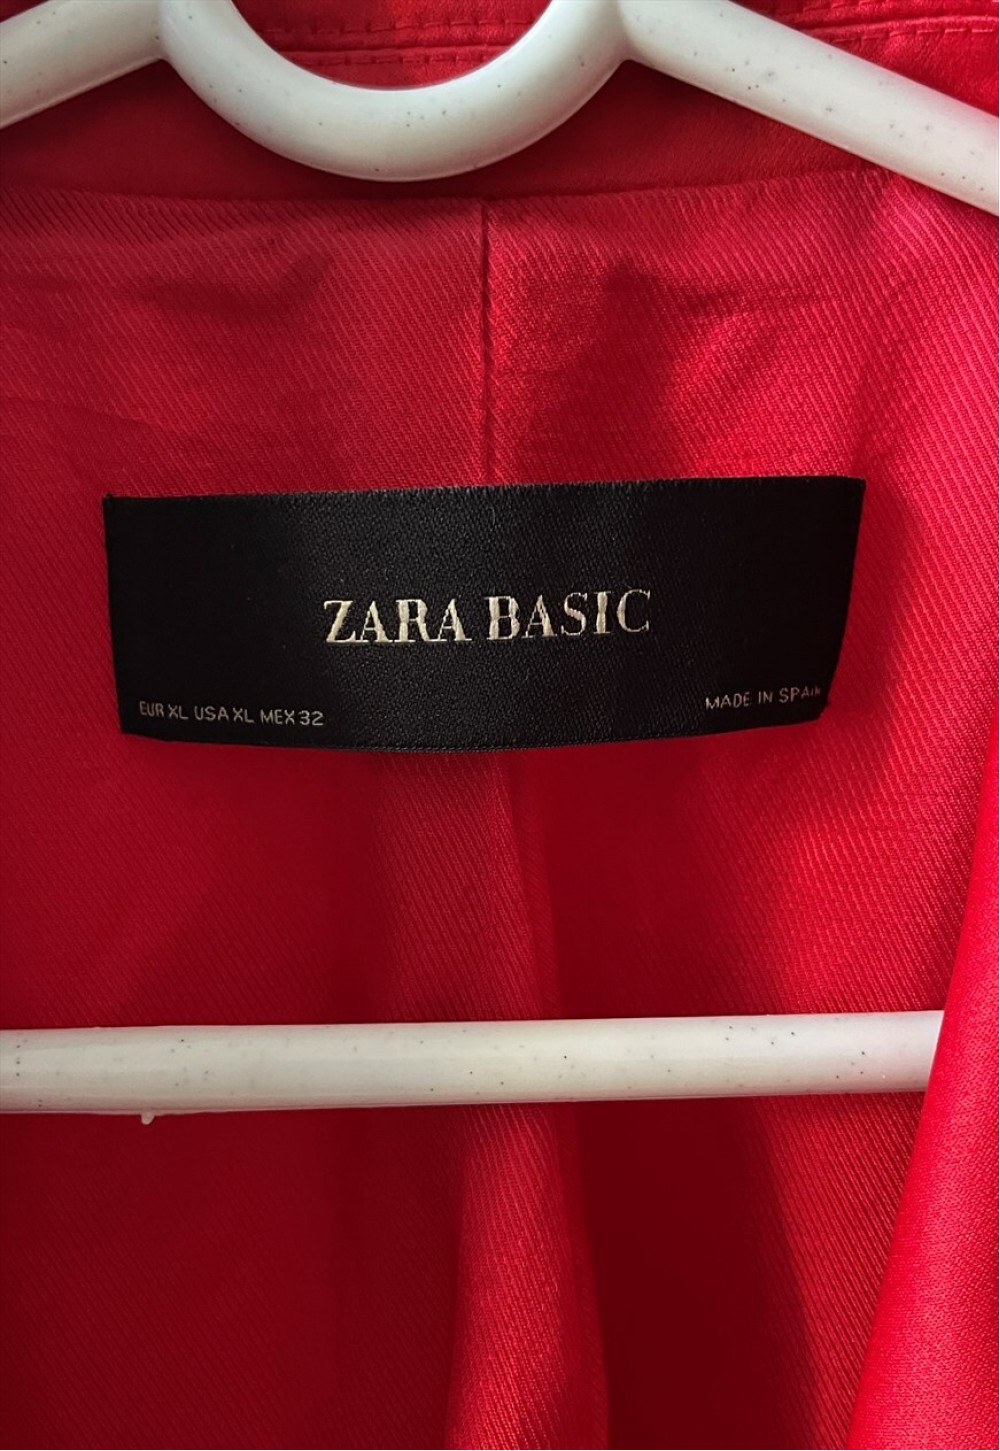 ZARA BASIC
EUR XL USA XL MEX 32
MADE IN SPAIN